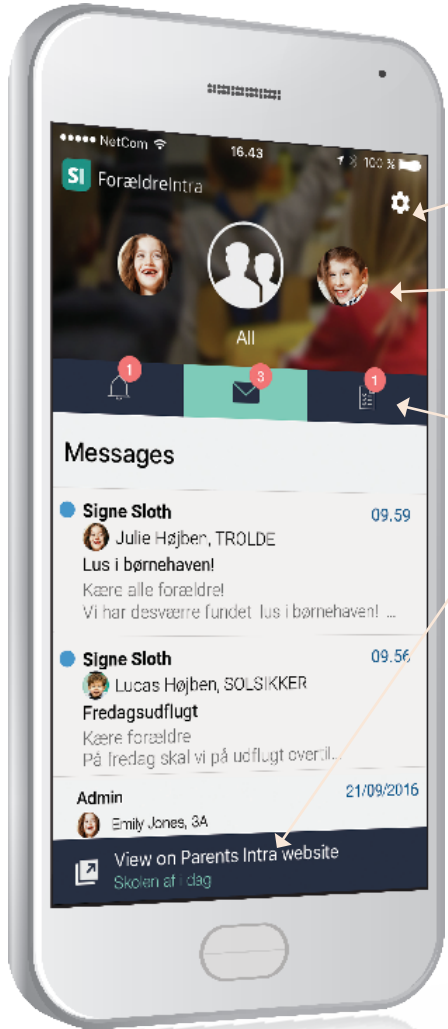 NetCom
16.43
100 %
SI
ForældreIntra
All
1
3
1
Messages
Signe Sloth
09.59
Julie Højben, TROLDE
Lus i børnehaven!
Kære alle forældre!
Vi har desværre fundet lus i børnehaven! ...
Signe Sloth
09.56
Lucas Højben, SOLSIKKER
Fredagsudflugt
Kære forældre
På fredag skal vi på udflugt overtil...
Admin
21/09/2016
Emily Jones, 3A
View on Parents Intra website
Skolen af i dag